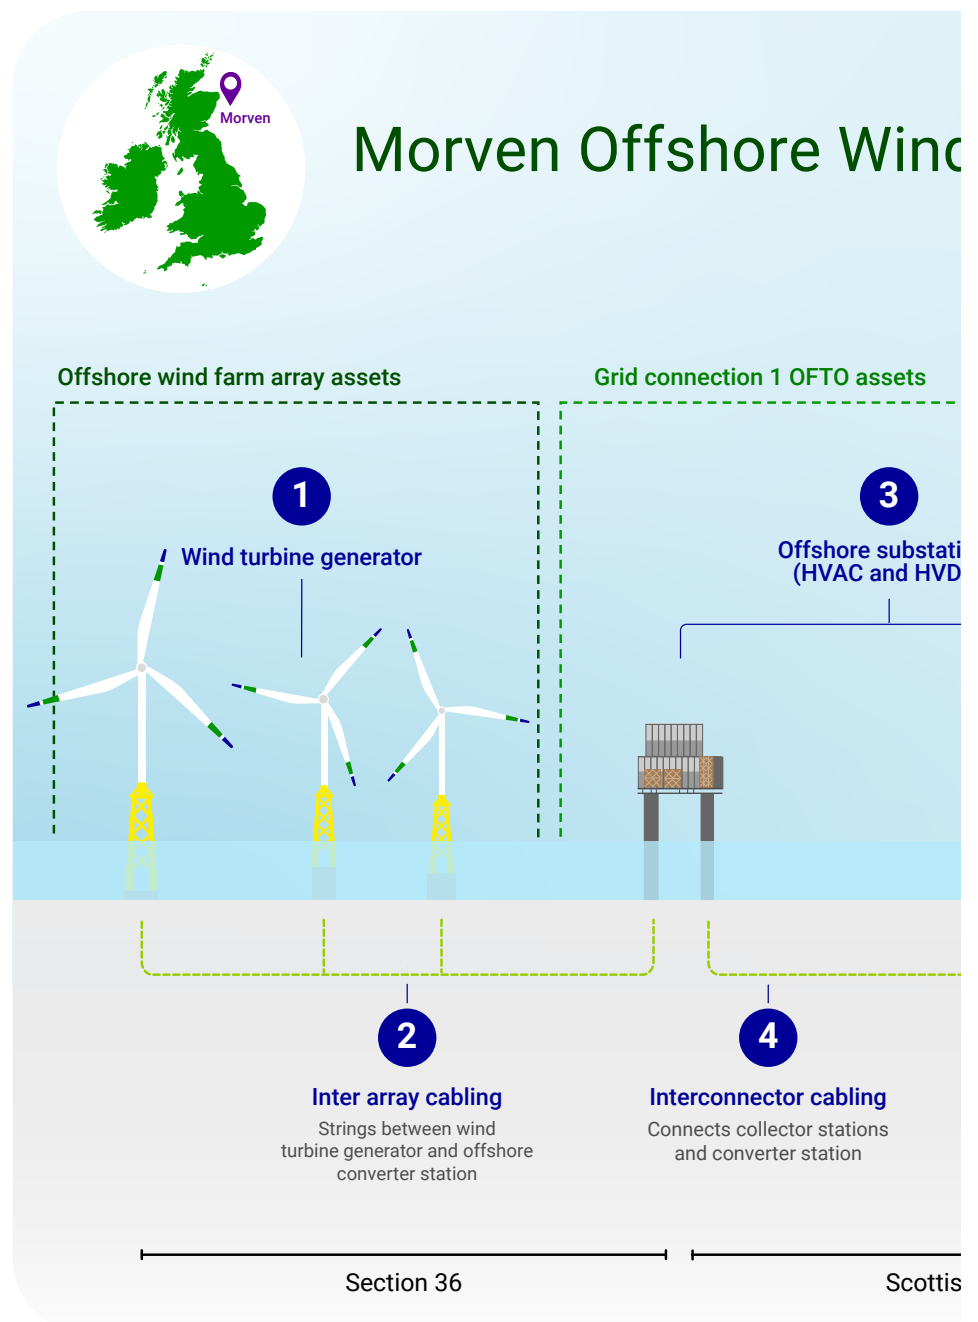 Morven
Morven Offshore Wind
Offshore wind farm array assets
Grid connection 1 OFTO assets
1
Wind turbine generator
3
Offshore substati
(HVAC and HVD
2
Inter array cabling
Strings between wind
turbine generator and offshore
converter station
4
Interconnector cabling
Connects collector stations
and converter station
Section 36
Scottis